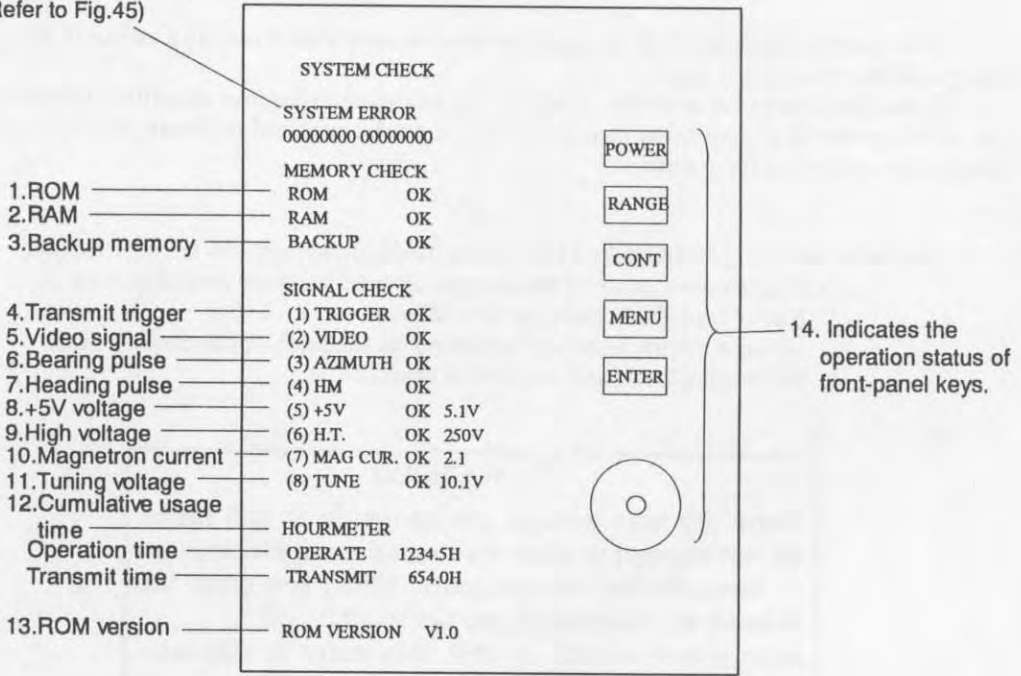 efer to Fig.45)
SYSTEM CHECK
SYSTEM ERROR
00000000 00000000
MEMORY CHECK
ROM OK
RAM OK
BACKUP OK
SIGNAL CHECK
(1) TRIGGER OK
(2) VIDEO OK
(3) AZIMUTH OK
(4) HM OK
(5) +5V OK 5.1V
(6) H.T. OK 250V
(7) MAG CUR. OK 2.1
(8) TUNE OK 10.1V
HOURMETER
OPERATE 1234.5H
TRANSMIT 654.0H
ROM VERSION V1.0
1.ROM
2.RAM
3.Backup memory
4.Transmit trigger
5.Video signal
6.Bearing pulse
7.Heading pulse
8.+5V voltage
9.High voltage
10.Magnetron current
11.Tuning voltage
12.Cumulative usage
time
Operation time
Transmit time
13.ROM version
POWER
RANGE
CONT
MENU
ENTER
14. Indicates the
operation status of
front-panel keys.